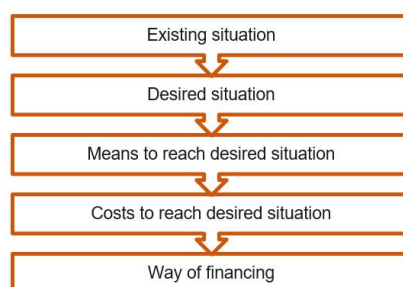 Existing situation
Desired situation
Means to reach desired situation
Costs to reach desired situation
Way of financing